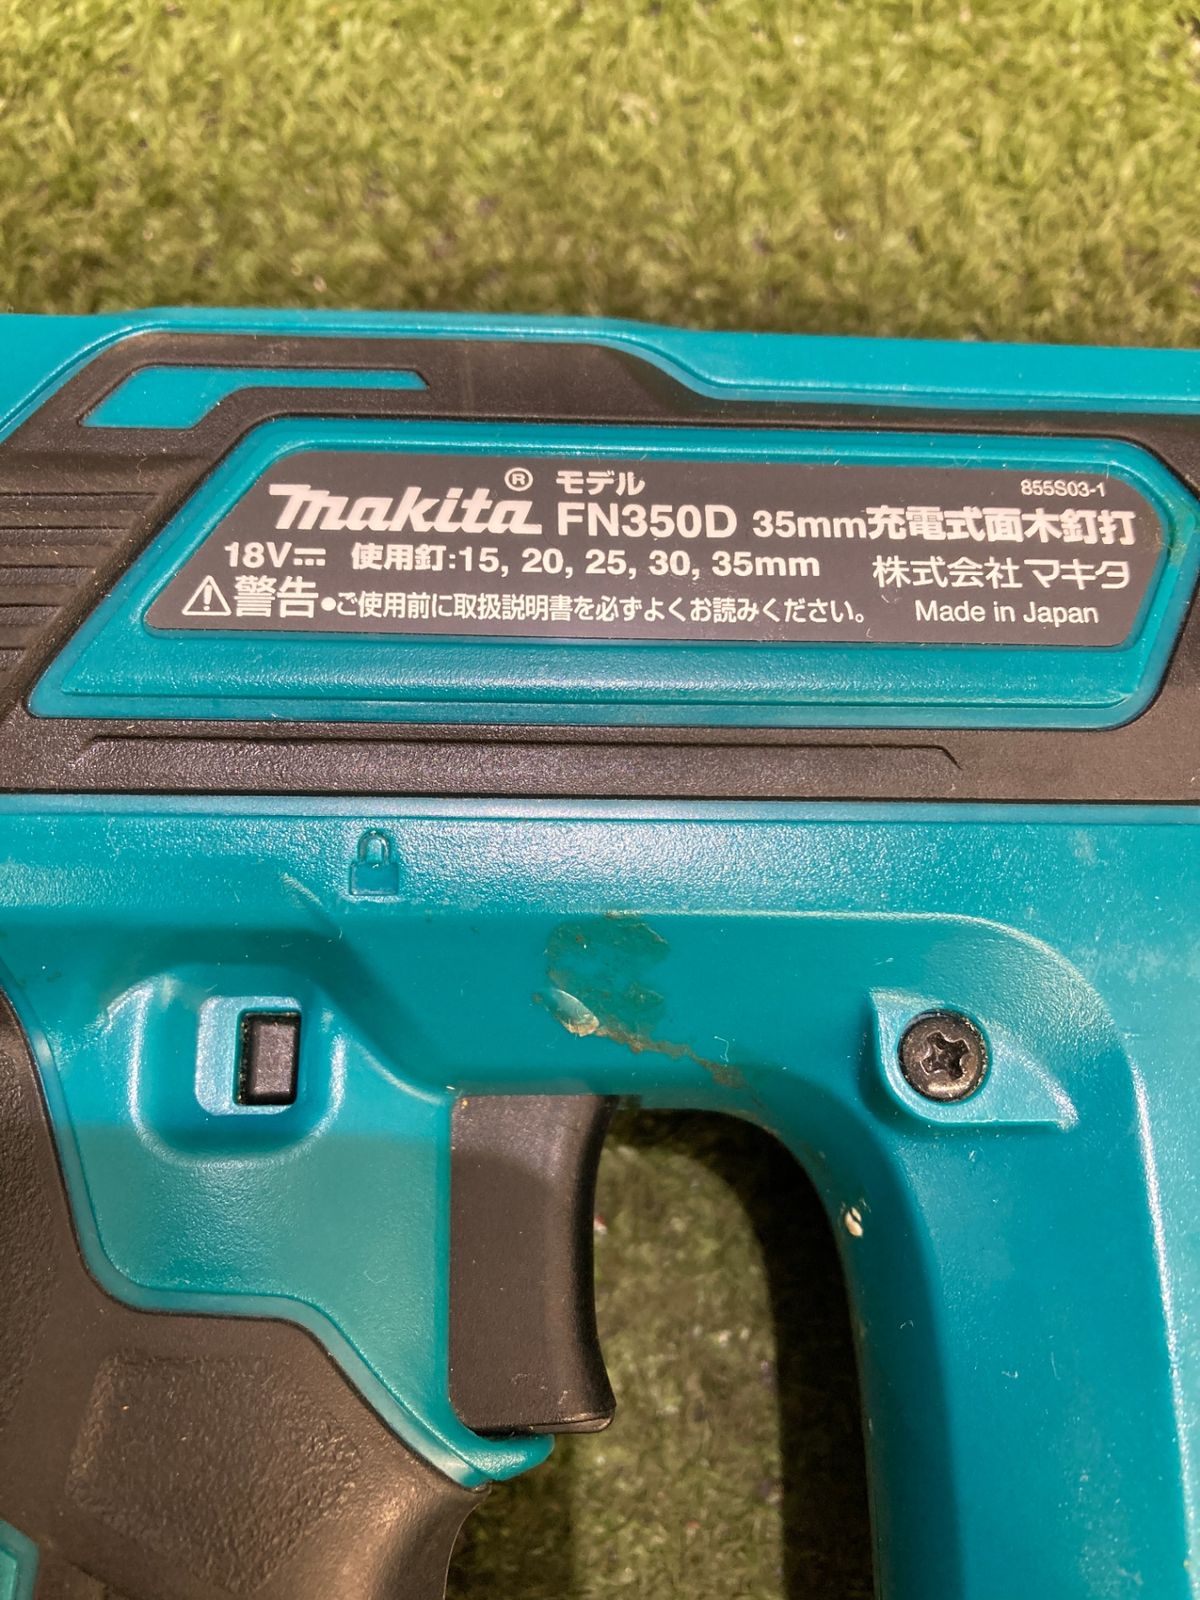 855S03-1
makita® モデル FN350D 35mm充電式面木釘打
18V⎓ 使用釘:15, 20, 25, 30, 35mm 株式会社マキタ
⚠警告●ご使用前に取扱説明書を必ずよくお読みください。 Made in Japan